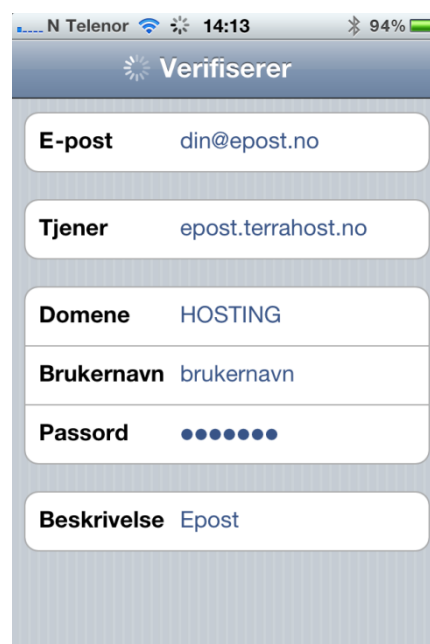 N Telenor 14:13 94%
Verifiserer
E-post din@epost.no
Tjener epost.terrahost.no
Domene HOSTING
Brukernavn brukernavn
Passord ●●●●●●●
Beskrivelse Epost